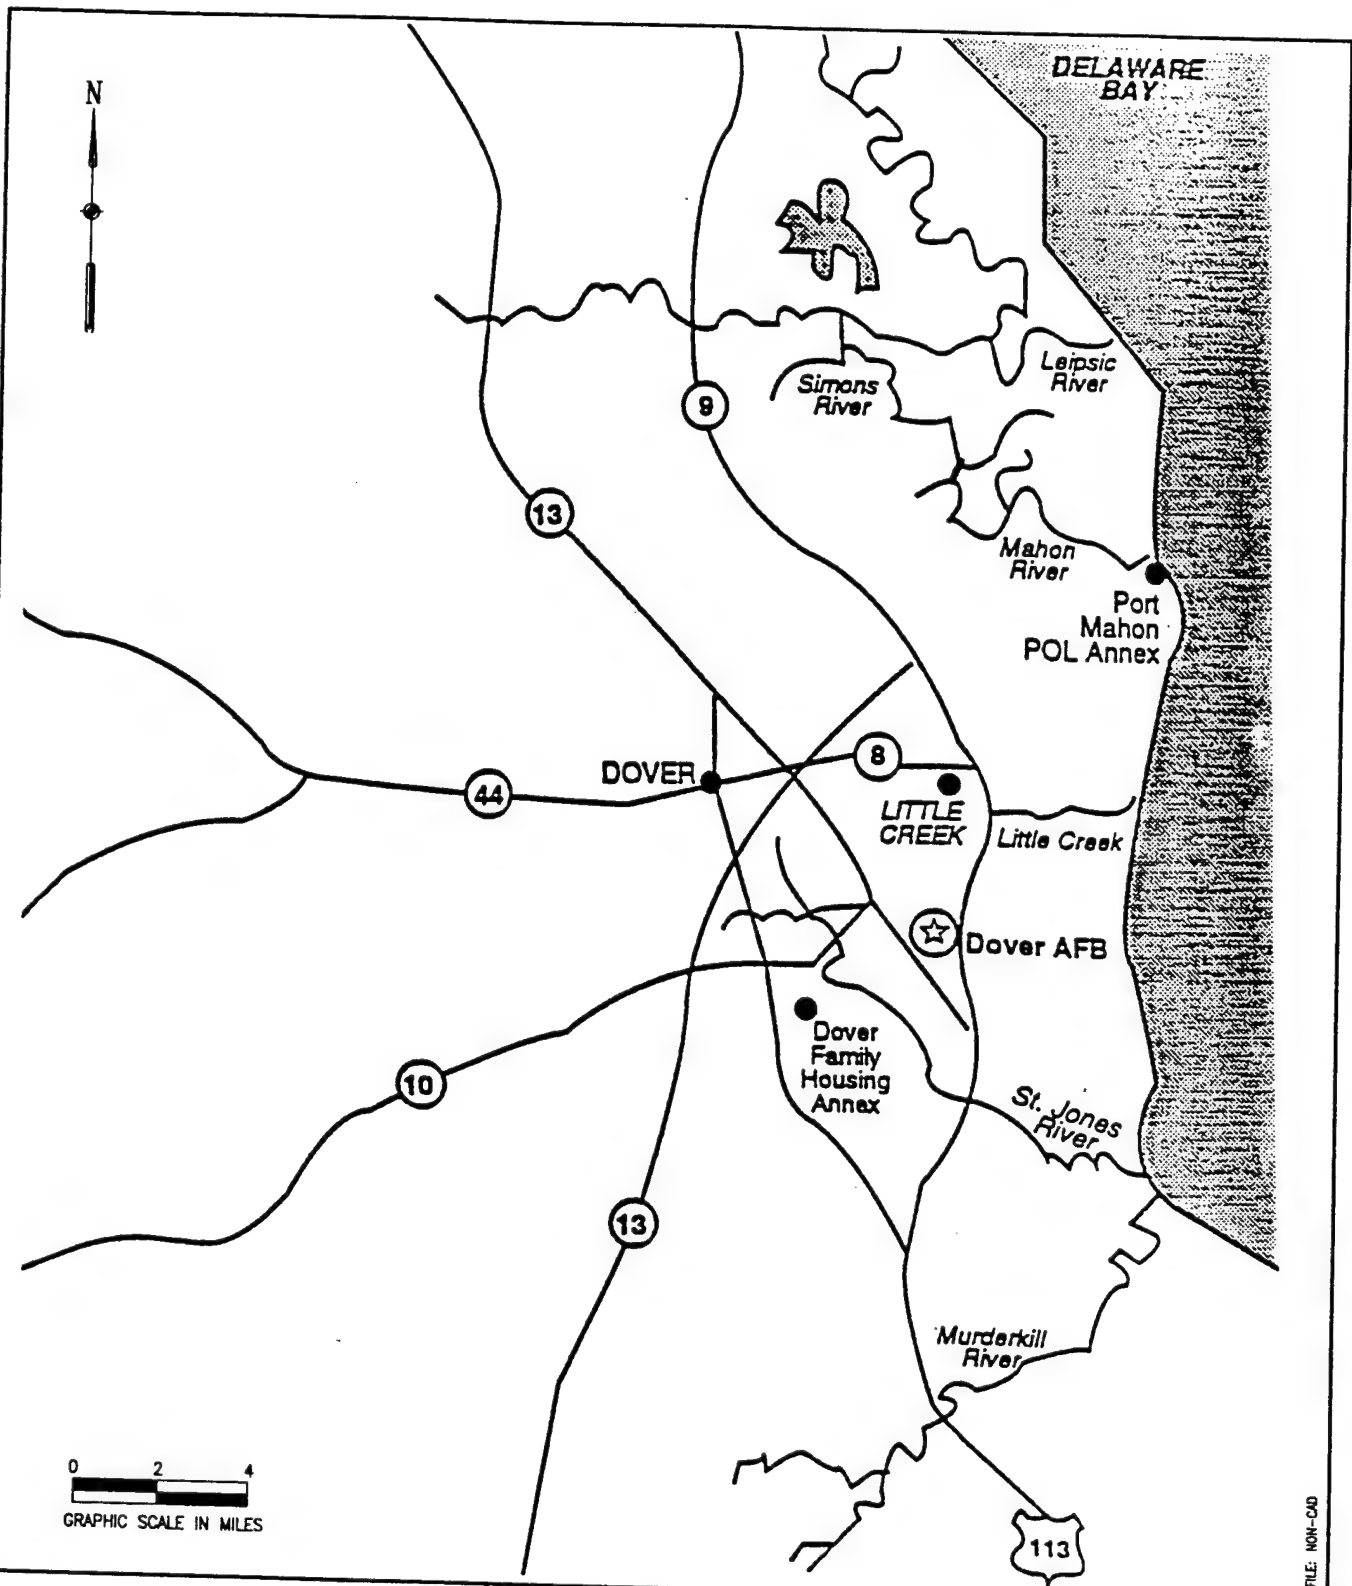 DELAWARE
BAY
N
Leipsic
River
Simons
River
9
13
Mahon
River
Port
Mahon
POL Annex
8
DOVER
44
LITTLE
CREEK
Little Creek
Dover AFB
Dover
Family
Housing
Annex
10
St. Jones
River
13
Murderkill
River
0 2 4
GRAPHIC SCALE IN MILES
113
FILE: NON-CAD